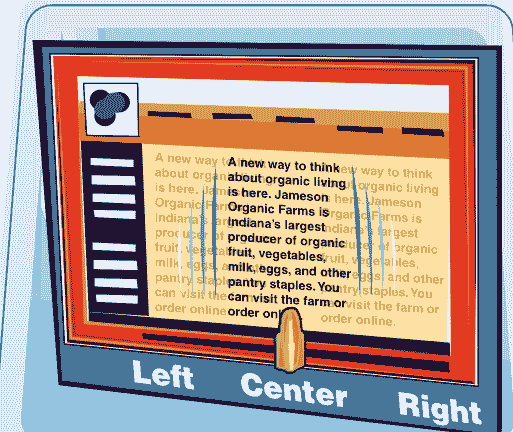 A new way to think
about organic living
is here. Jameson
Organic Farms is
Indiana's largest
producer of organic
fruit, vegetables,
milk, eggs, and other
pantry staples. You
can visit the farm or
order online.
Left Center Right